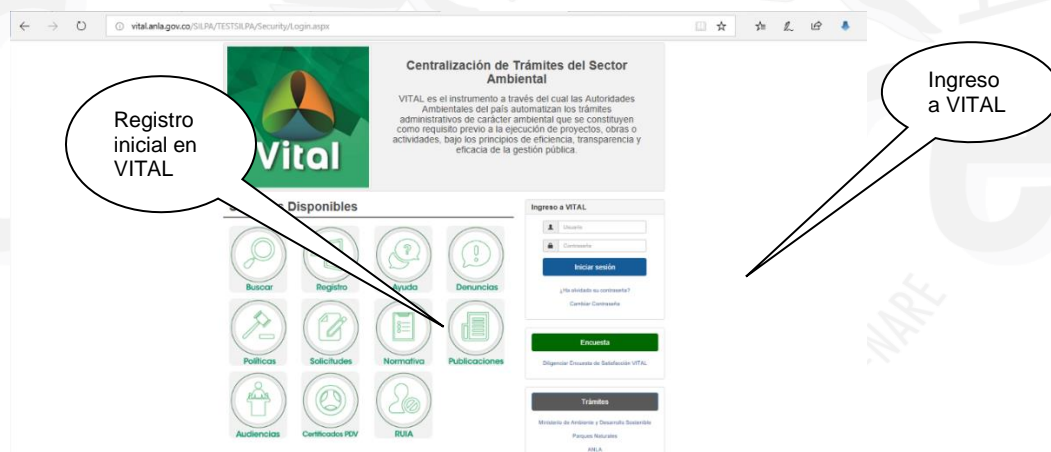 vital.anla.gov.co/SILPA/TESTSILPA/Security/Login.aspx
Centralización de Trámites del Sector
Ambiental
VITAL es el instrumento a través del cual las Autoridades
Ambientales del país automatizan los trámites
administrativos de carácter ambiental que se constituyen
como requisito previo a la ejecución de proyectos, obras o
actividades, bajo los principios de eficiencia, transparencia y
eficacia de la gestión pública.
Vital
Registro
inicial en
VITAL
Ingreso
a VITAL
Disponibles
Buscar
Registro
Ayuda
Denuncias
Políticas
Solicitudes
Normativa
Publicaciones
Audiencias
Certificados PDV
RUIA
Ingreso a VITAL
Usuario
Contraseña
Iniciar sesión
¿Ha olvidado su contraseña?
Cambiar Contraseña
Encuesta
Diligenciar Encuesta de Satisfacción VITAL
Trámites
Ministerio de Ambiente y Desarrollo Sostenible
Parques Naturales
ANLA